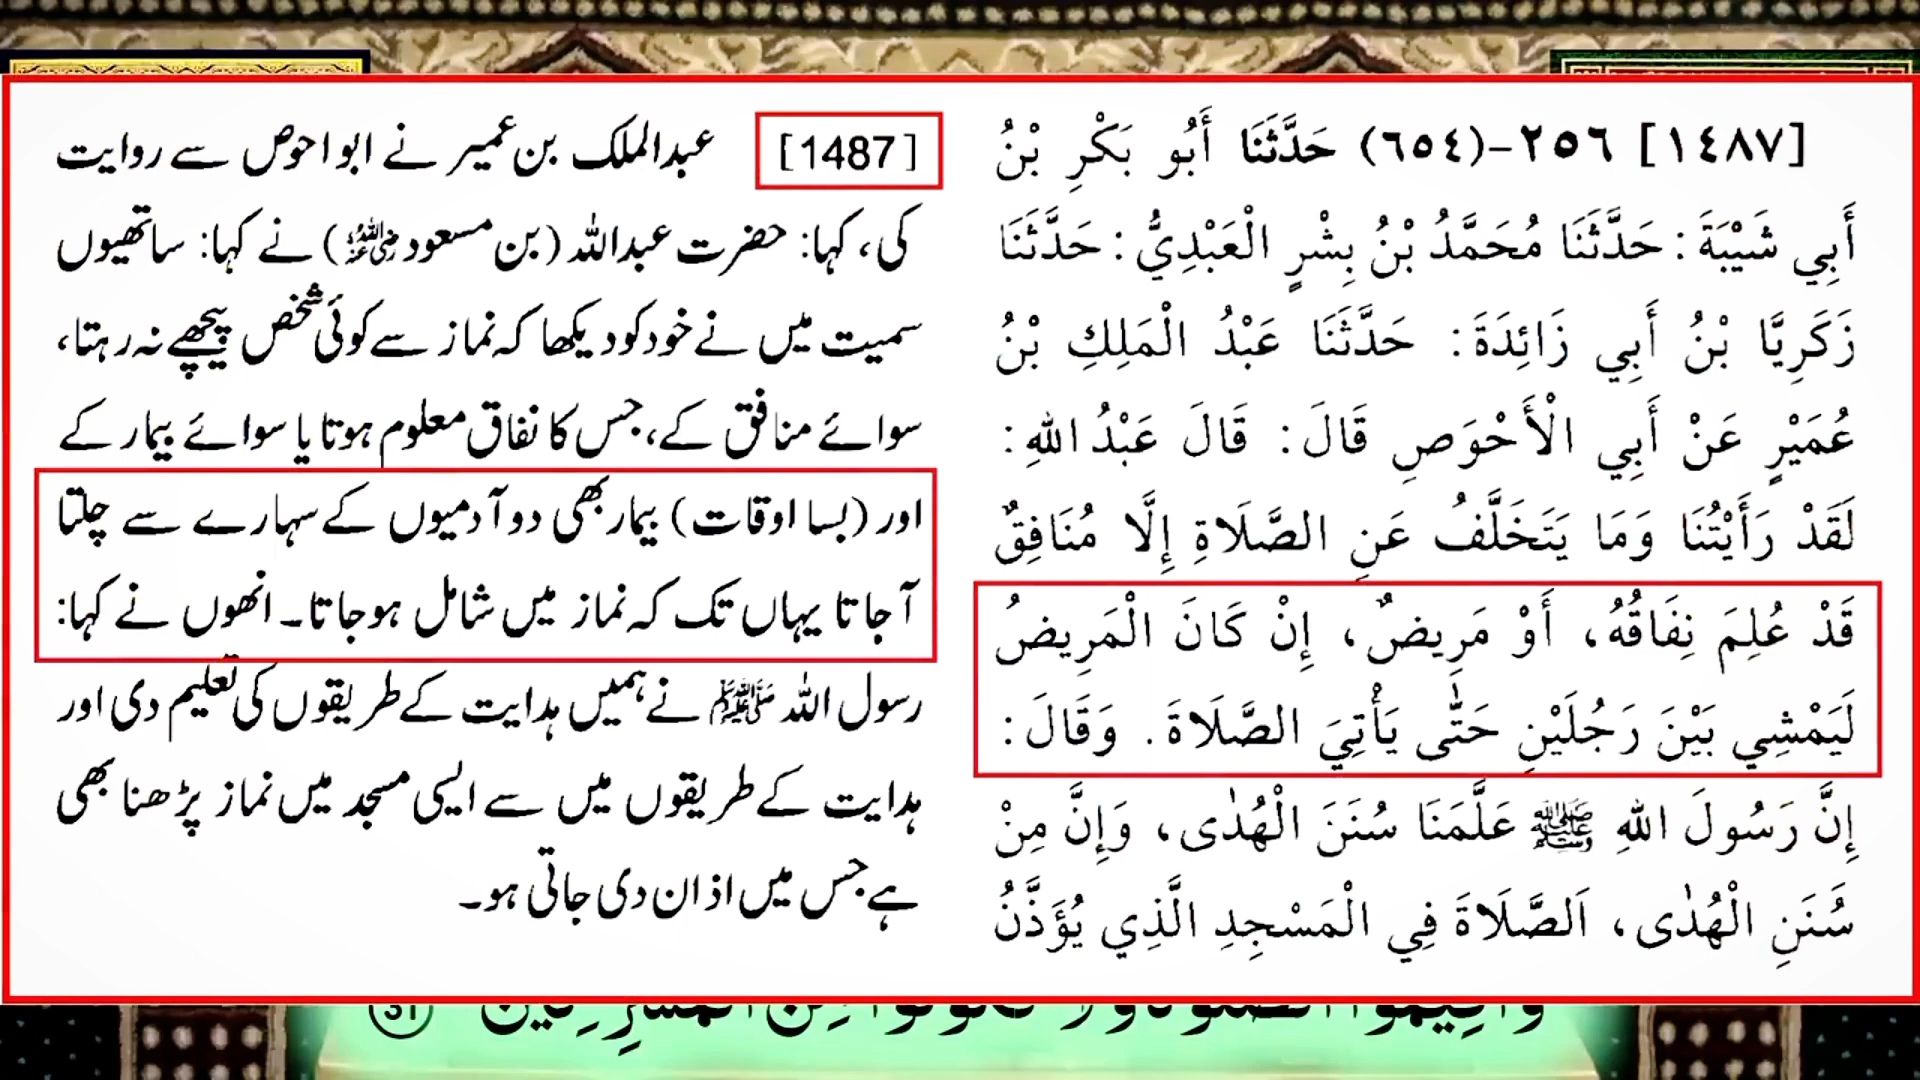 [١٤٨٧] ٢٥٦-(٦٥٤) حَدَّثَنَا أَبُو بَكْرِ بْنُ
أَبِي شَيْبَةَ: حَدَّثَنَا مُحَمَّدُ بْنُ بِشْرٍ الْعَبْدِيُّ: حَدَّثَنَا
زَكَرِيَّا بْنُ أَبِي زَائِدَةَ: حَدَّثَنَا عَبْدُ الْمَلِكِ بْنُ
عُمَيْرٍ عَنْ أَبِي الْأَحْوَصِ قَالَ: قَالَ عَبْدُ اللهِ:
لَقَدْ رَأَيْتُنَا وَمَا يَتَخَلَّفُ عَنِ الصَّلَاةِ إِلَّا مُنَافِقٌ
قَدْ عُلِمَ نِفَاقُهُ، أَوْ مَرِيضٌ، إِنْ كَانَ الْمَرِيضُ
لَيَمْشِي بَيْنَ رَجُلَيْنِ حَتَّى يَأْتِيَ الصَّلَاةَ. وَقَالَ:
إِنَّ رَسُولَ اللهِ ﷺ عَلَّمَنَا سُنَنَ الْهُدٰى، وَإِنَّ مِنْ
سُنَنِ الْهُدٰى، اَلصَّلَاةَ فِي الْمَسْجِدِ الَّذِي يُؤَذَّنُ
[1487] عبدالملک بن عمیر نے ابواحوص سے روایت
کی، کہا: حضرت عبداللہ (بن مسعود رضی اللہ عنہ) نے کہا: ساتھیوں
سمیت میں نے خود کو دیکھا کہ نماز سے کوئی شخص پیچھے نہ رہتا،
سوائے منافق کے، جس کا نفاق معلوم ہوتا یا سوائے بیمار کے
اور (بسا اوقات) بیمار بھی دو آدمیوں کے سہارے سے چلتا
آ جاتا یہاں تک کہ نماز میں شامل ہو جاتا۔ انھوں نے کہا:
رسول اللہ ﷺ نے ہمیں ہدایت کے طریقوں کی تعلیم دی اور
ہدایت کے طریقوں میں سے ایسی مسجد میں نماز پڑھنا بھی
ہے جس میں اذان دی جاتی ہو۔
31